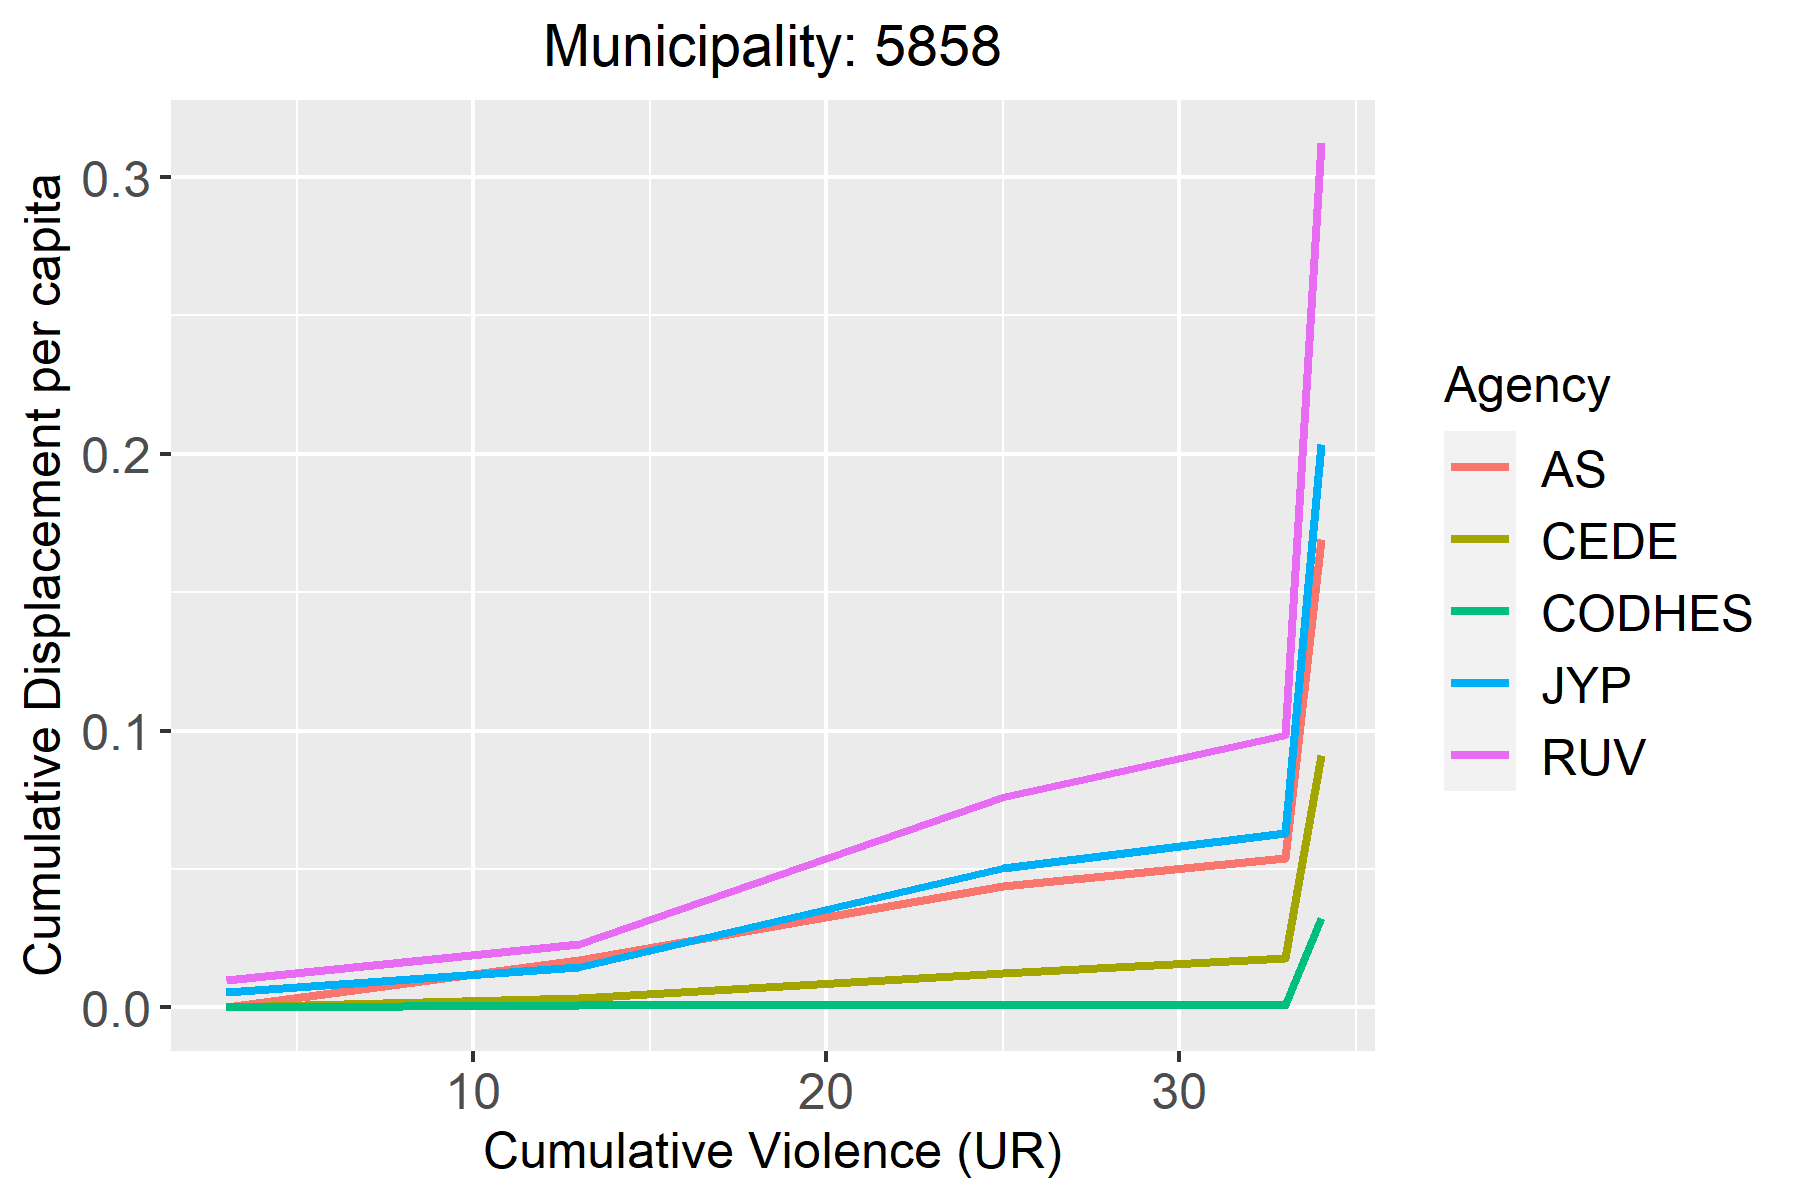 Municipality: 5858
Cumulative Displacement per capita
0.3
0.2
0.1
0.0
10 20 30
Cumulative Violence (UR)
Agency
AS
CEDE
CODHES
JYP
RUV